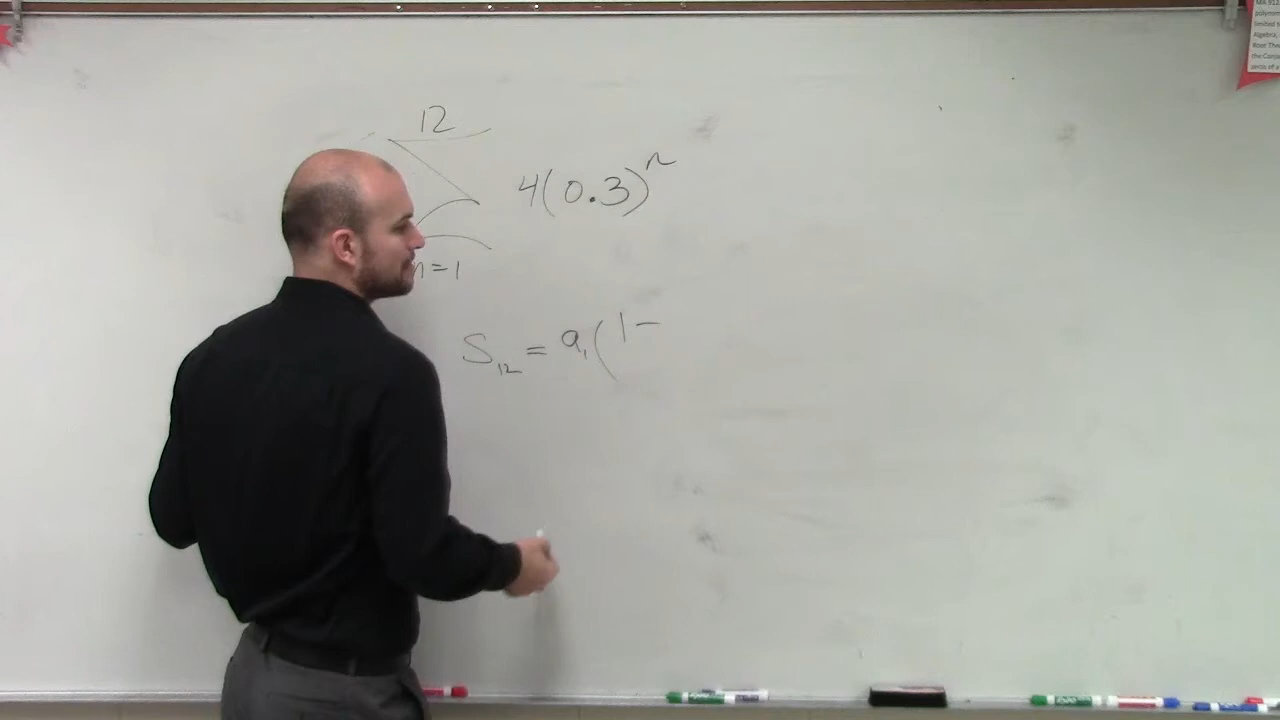 12
4(0.3)^n
n=1
S₁₂ = a₁(1-